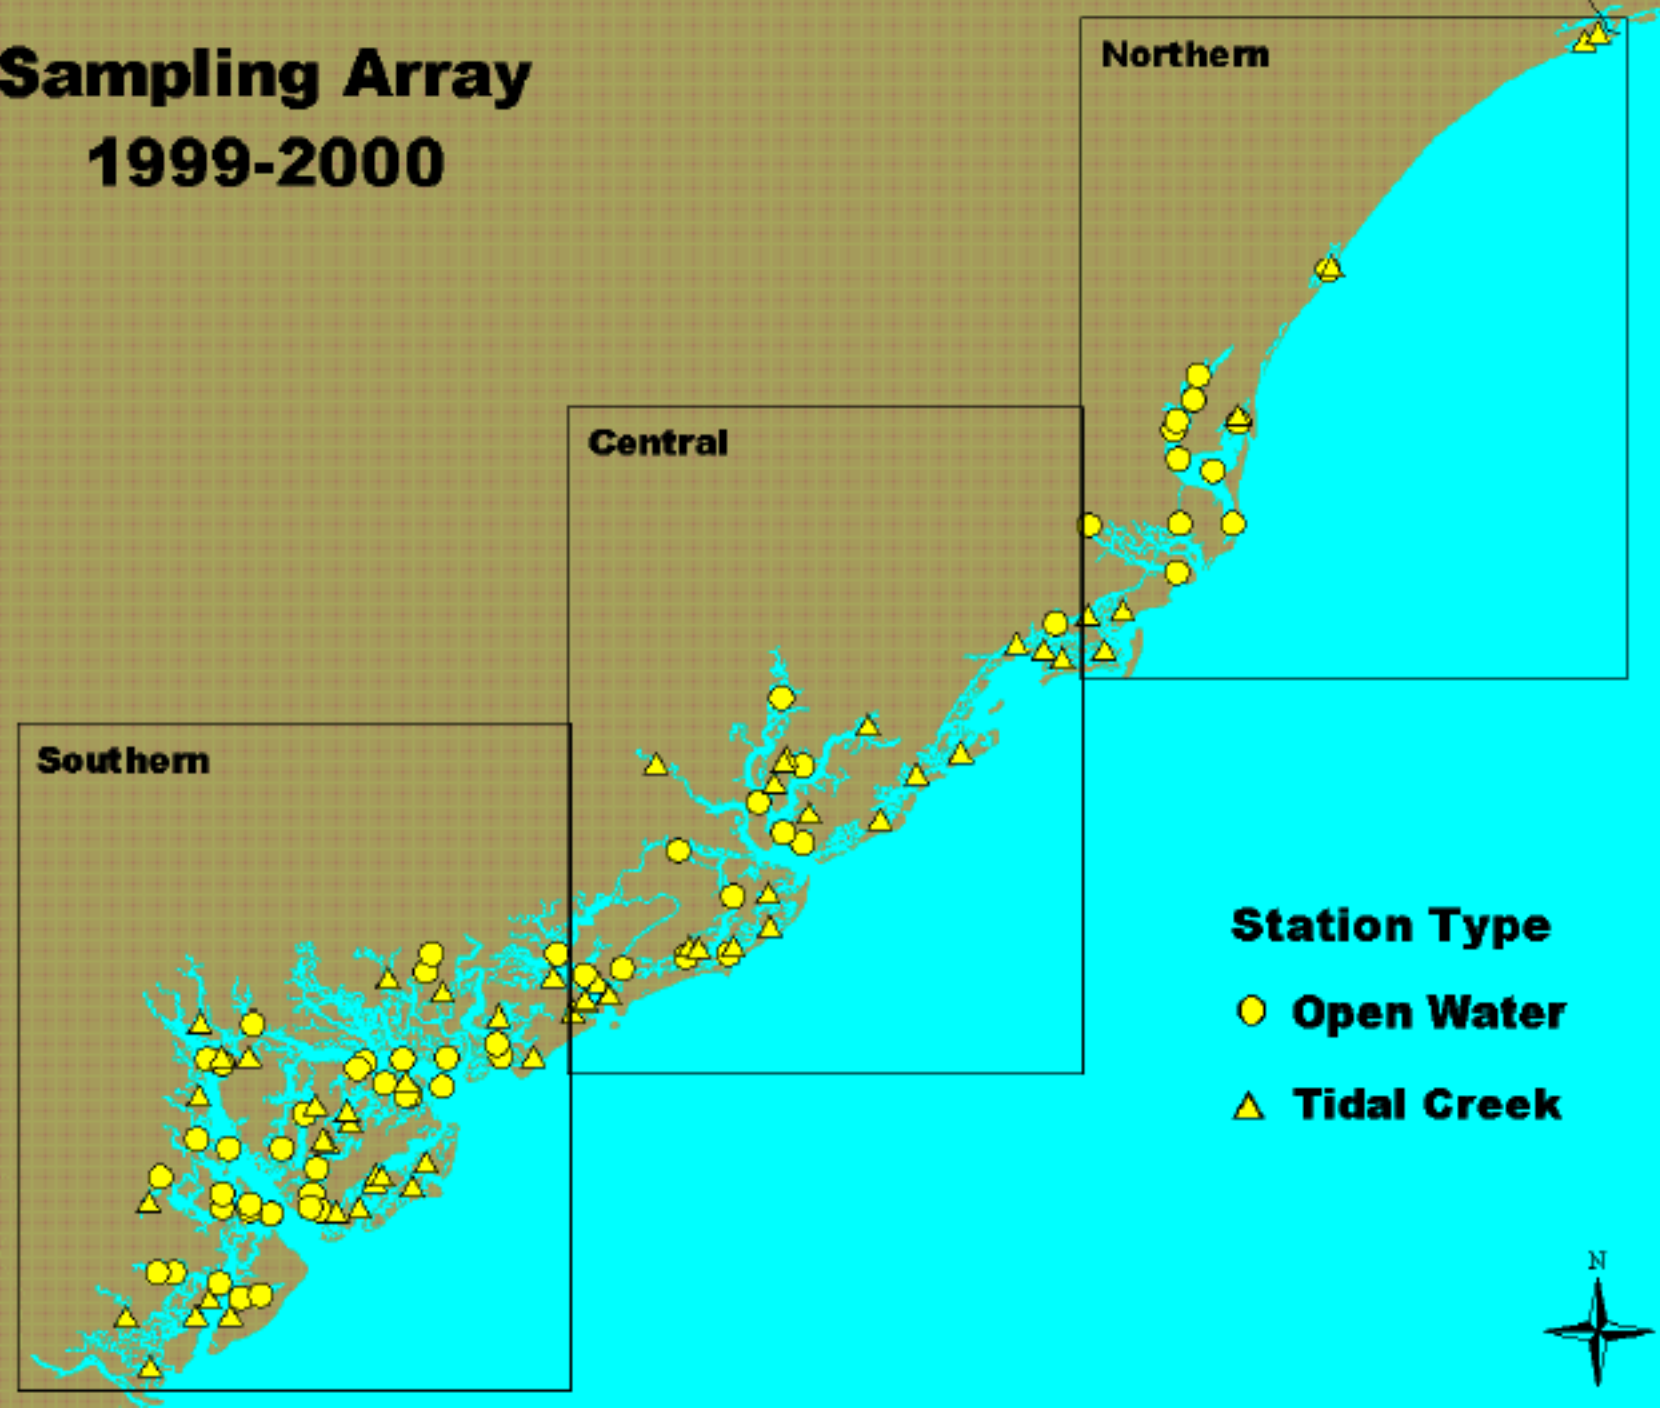 Sampling Array
1999-2000
Northern
Central
Southern
Station Type
Open Water
Tidal Creek
N